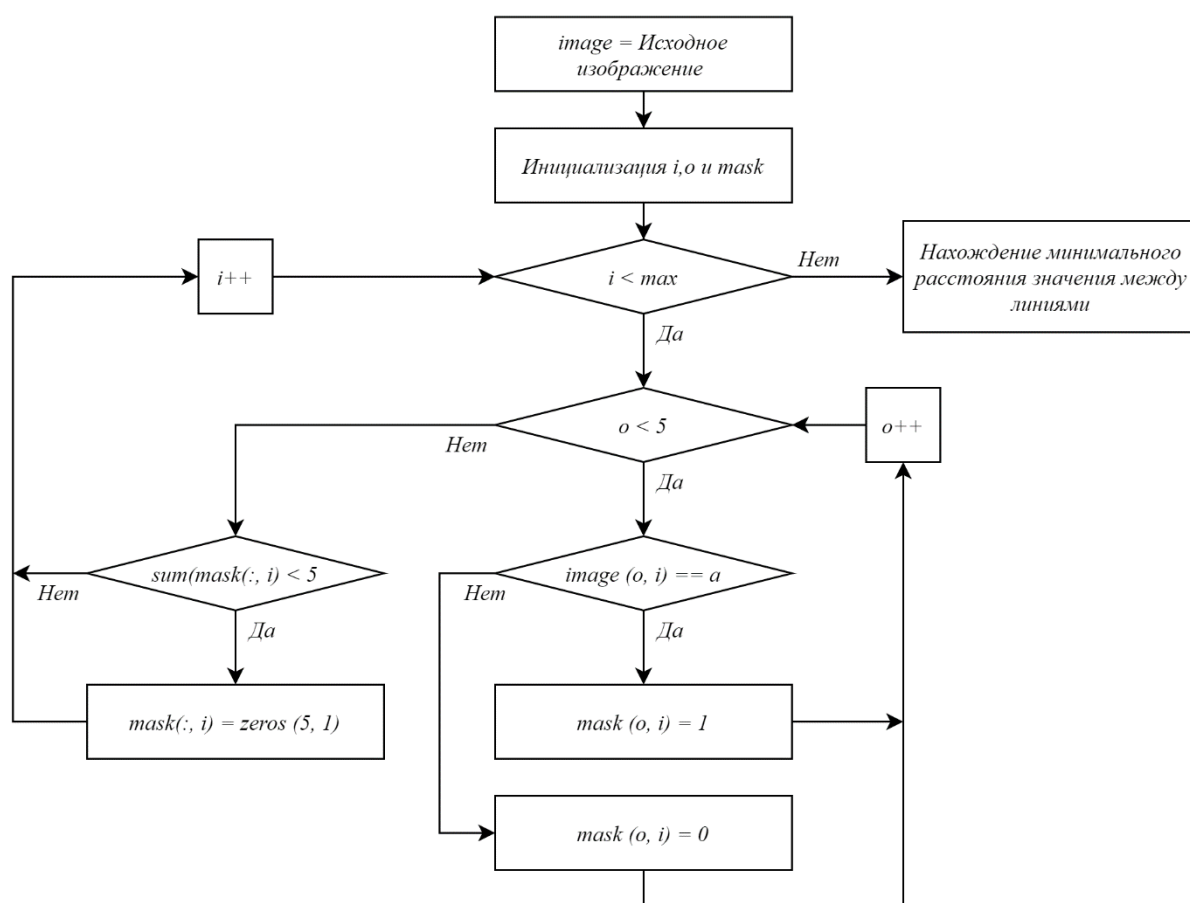 image = Исходное
изображение
Инициализация i,o и mask
i++
i < max
Нет
Нахождение минимального
расстояния значения между
линиями
Да
o < 5
o++
Нет
Да
sum(mask(:, i) < 5
image (o, i) == a
Нет
Нет
Да
Да
mask(:, i) = zeros (5, 1)
mask (o, i) = 1
mask (o, i) = 0